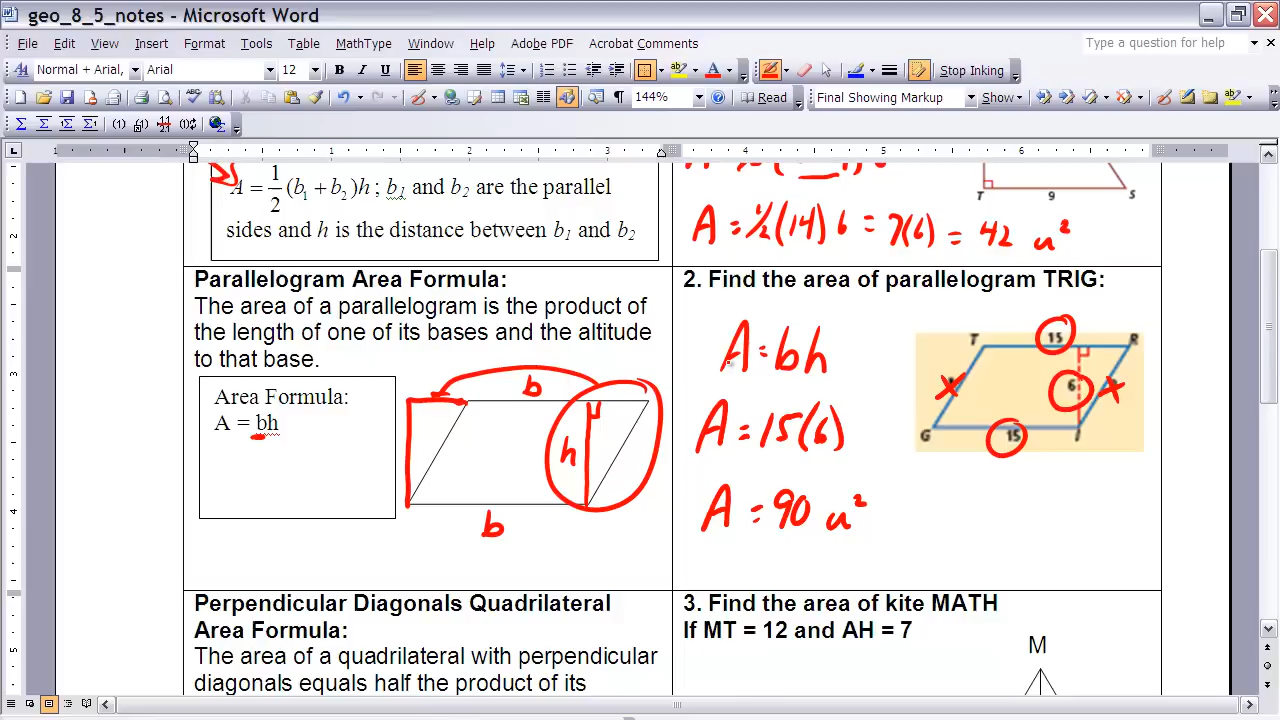 geo_8_5_notes - Microsoft Word
File Edit View Insert Format Tools Table MathType Window Help Adobe PDF Acrobat Comments
Type a question for help
Normal + Arial, Arial 12 B I U Stop Inking
144% Read Final Showing Markup Show
1 1 2 3 4 5 6
A = 1/2 (b1 + b2)h ; b1 and b2 are the parallel
sides and h is the distance between b1 and b2
T 9 S
A = 1/2 (14) 6 = 7(6) = 42 u²
Parallelogram Area Formula:
The area of a parallelogram is the product of
the length of one of its bases and the altitude
to that base.
Area Formula:
A = bh
b
h
b
2. Find the area of parallelogram TRIG:
A = bh
A = 15(6)
A = 90 u²
T 15 R
6
G 15 I
Perpendicular Diagonals Quadrilateral
Area Formula:
The area of a quadrilateral with perpendicular
diagonals equals half the product of its
3. Find the area of kite MATH
If MT = 12 and AH = 7
M